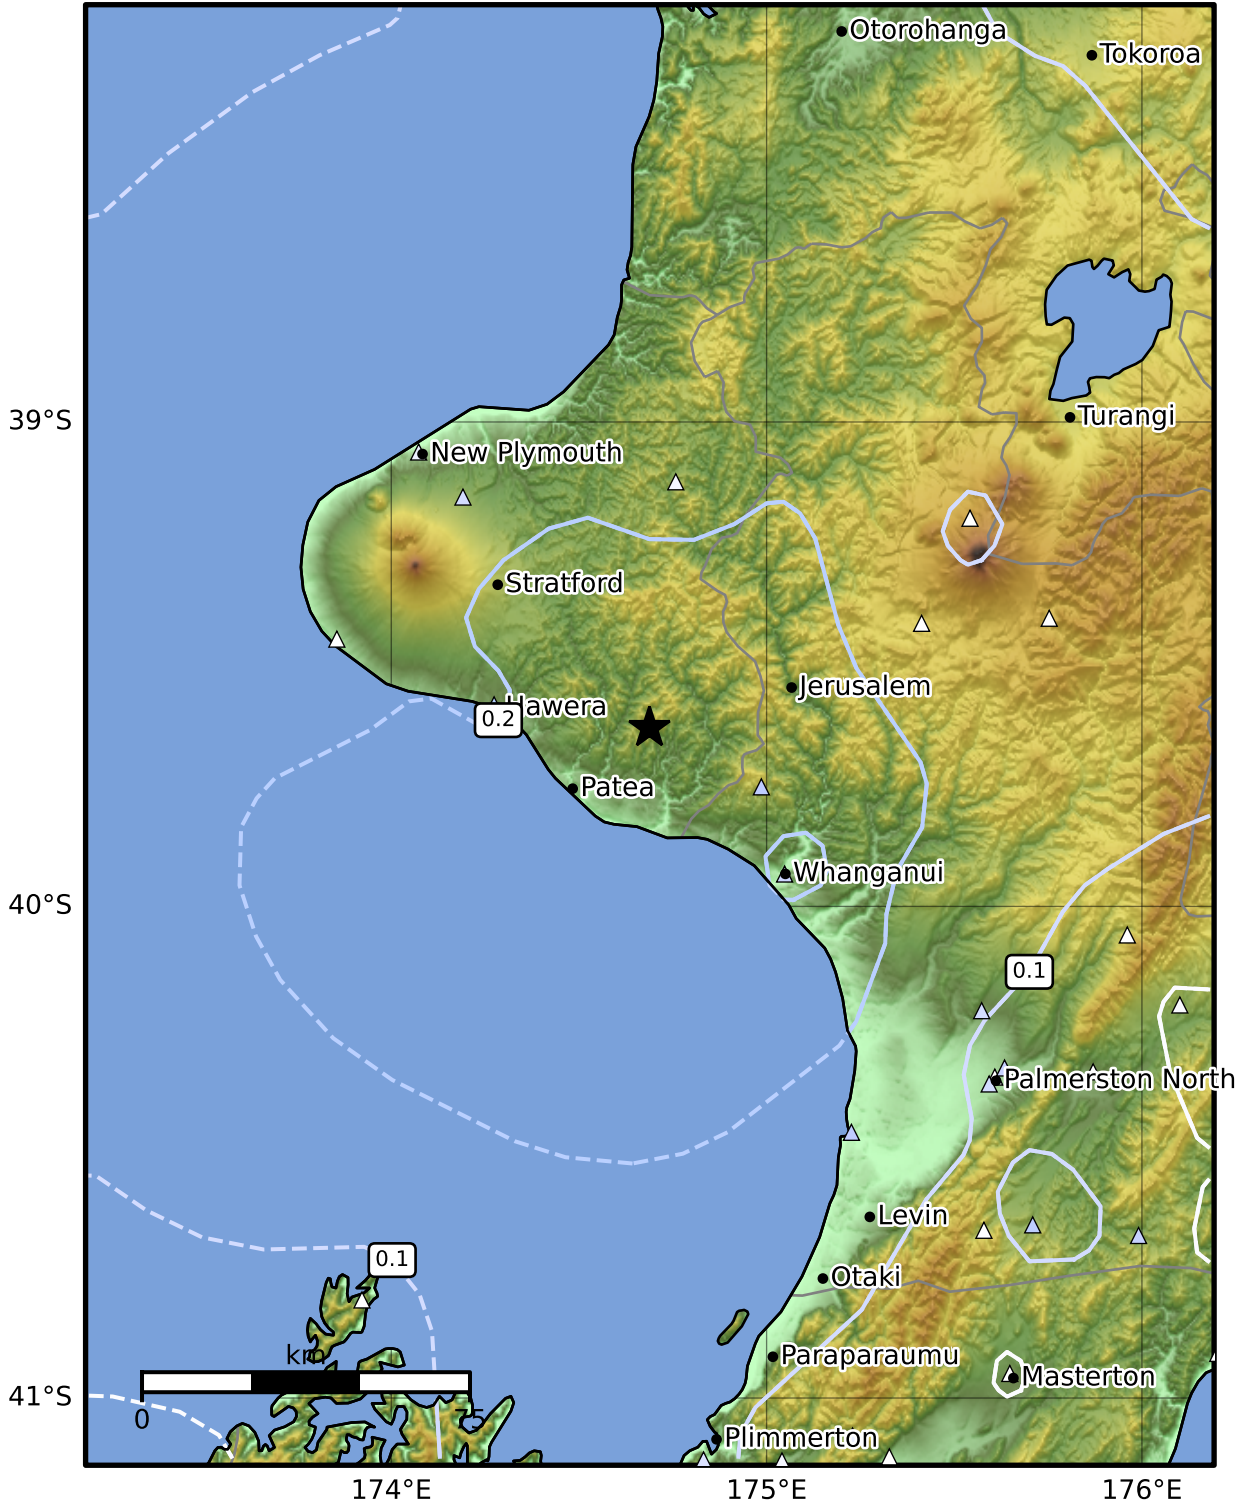 Otorohanga
Tokoroa
39°S
Turangi
New Plymouth
Stratford
Jerusalem
Hawera
0.2
Patea
Whanganui
40°S
0.1
Palmerston North
Levin
0.1
Otaki
km
Paraparaumu
Masterton
41°S
0
75
Plimmerton
174°E
175°E
176°E